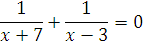 1/(x + 7) + 1/(x − 3) = 0